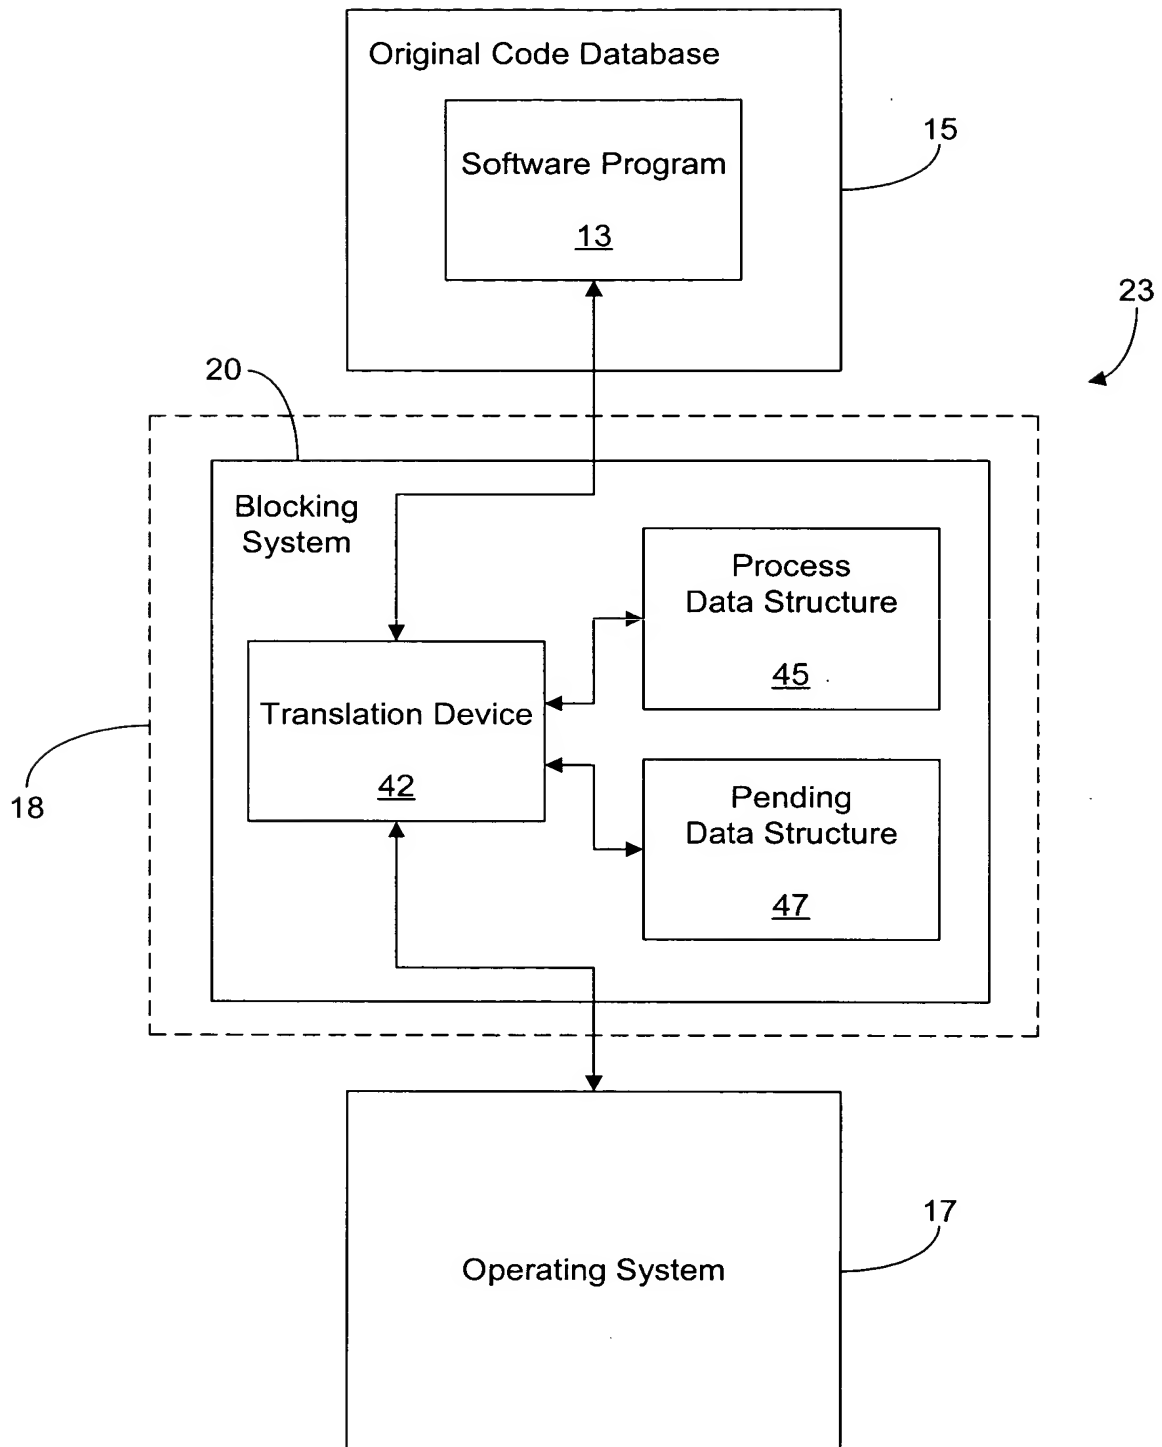 Original Code Database
Software Program
13
15
23
20
Blocking
System
Process
Data Structure
45
Translation Device
42
18
Pending
Data Structure
47
17
Operating System